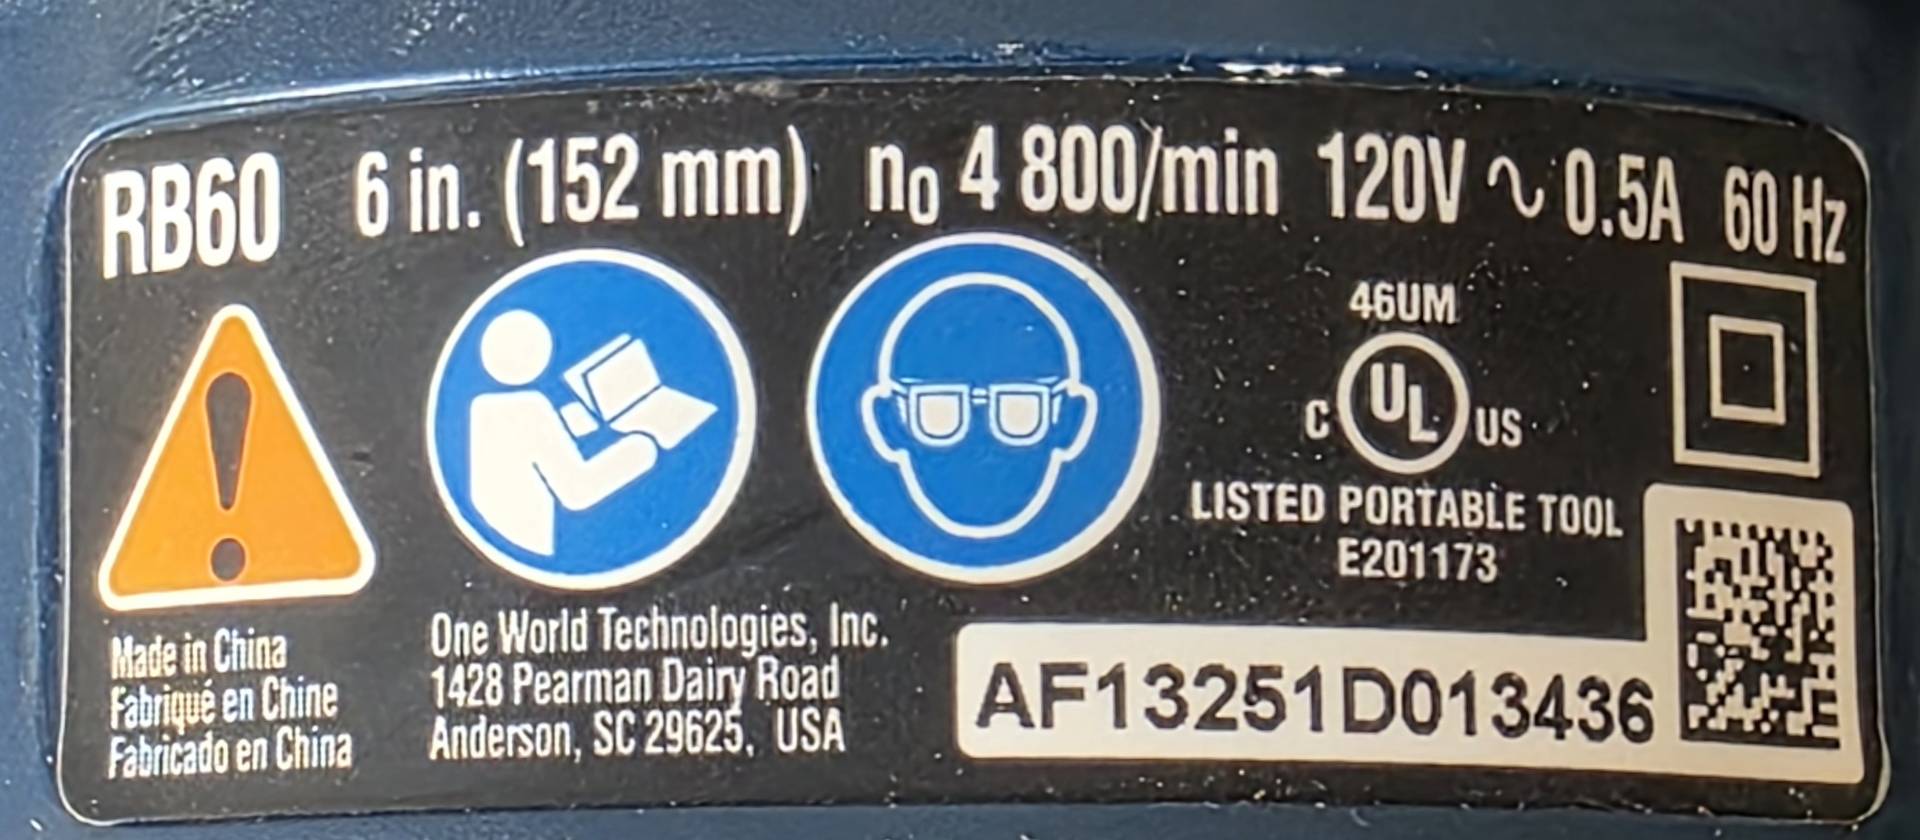 RB60 6 in. (152 mm) n₀ 4 800/min 120V ∿ 0.5A 60 Hz
46UM
C UL US
LISTED PORTABLE TOOL
E201173
Made in China
Fabriqué en Chine
Fabricado en China
One World Technologies, Inc.
1428 Pearman Dairy Road
Anderson, SC 29625, USA
AF13251D013436